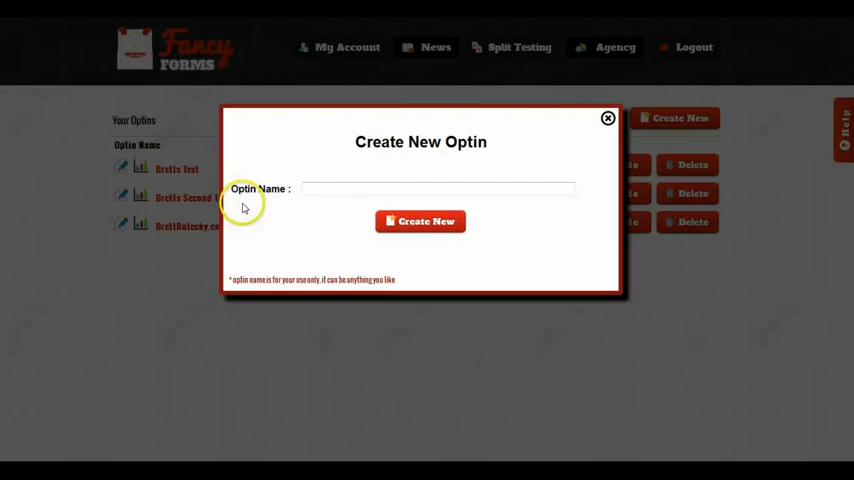 Fancy
FORMS
My Account
News
Split Testing
Agency
Logout
Your Optins
Create New
Optin Name
Create New Optin
Help
Bretts Test
Delete
Optin Name :
Bretts Second
Delete
Create New
Delete
* optin name is for your use only, it can be anything you like